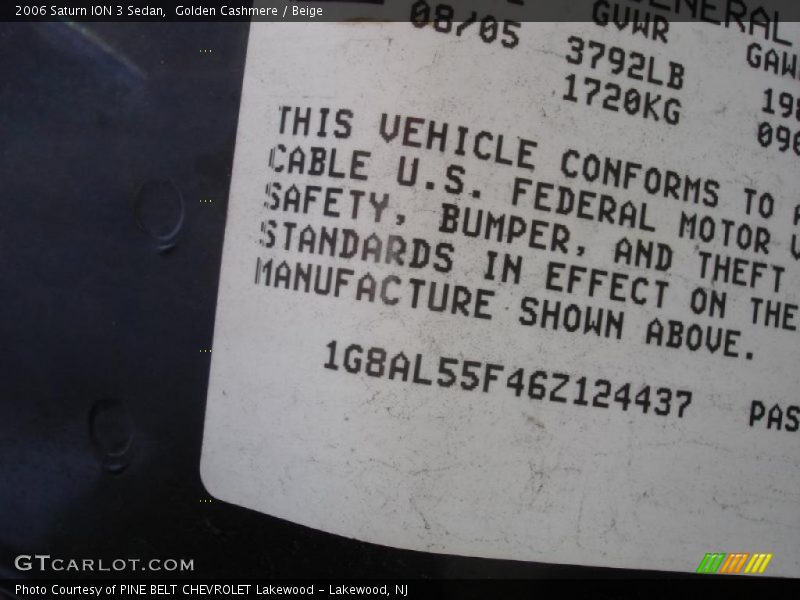 2006 Saturn ION 3 Sedan,  Golden Cashmere / Beige
GENERAL
08/05 GVWR
3792LB
1720KG
THIS VEHICLE CONFORMS TO
CABLE U.S. FEDERAL MOTOR
SAFETY, BUMPER, AND THEFT
STANDARDS IN EFFECT ON THE
MANUFACTURE SHOWN ABOVE.
1G8AL55F46Z124437 PAS
GTCARLOT.COM
Photo Courtesy of PINE BELT CHEVROLET Lakewood - Lakewood, NJ